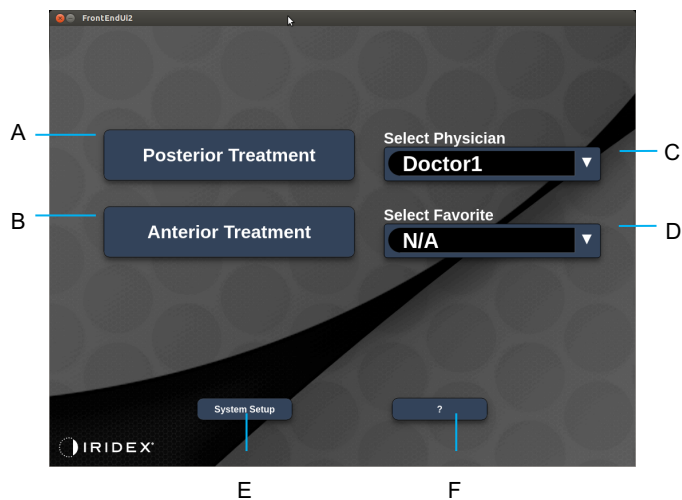 FrontEndUi2
A
Posterior Treatment
Select Physician
Doctor1
C
B
Anterior Treatment
Select Favorite
N/A
D
System Setup
?
IRIDEX
E
F